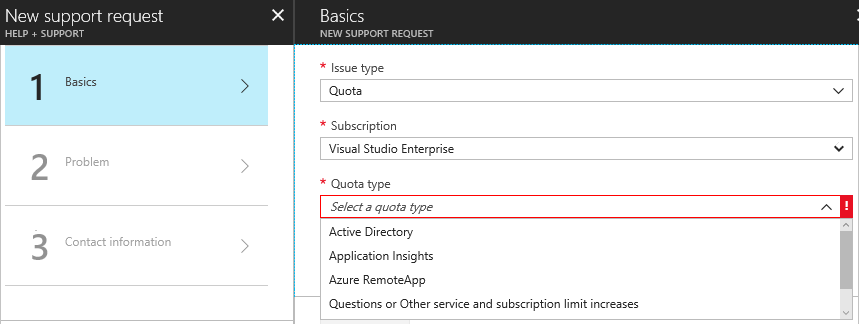 New support request
HELP + SUPPORT
1 Basics
2 Problem
3 Contact information
Basics
NEW SUPPORT REQUEST
* Issue type
Quota
* Subscription
Visual Studio Enterprise
* Quota type
Select a quota type
!
Active Directory
Application Insights
Azure RemoteApp
Questions or Other service and subscription limit increases